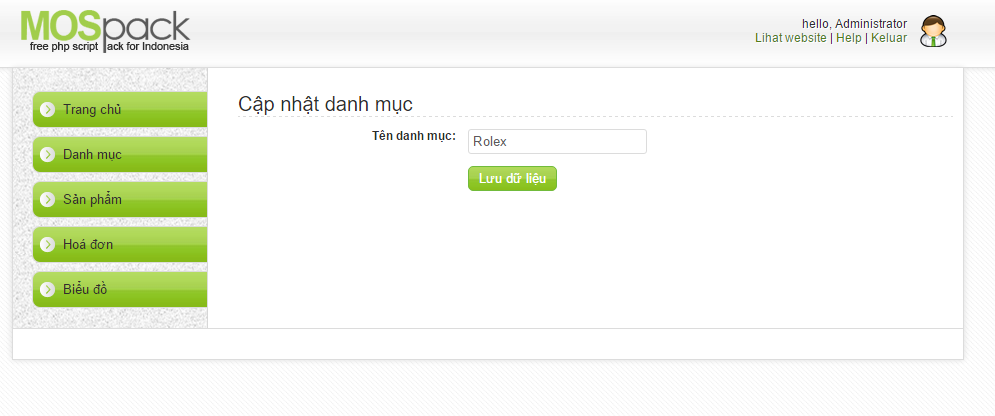 MOSpack
free php script Jack for Indonesia
hello, Administrator
Lihat website | Help | Keluar
Trang chủ
Danh mục
Sản phẩm
Hoá đơn
Biểu đồ
Cập nhật danh mục
Tên danh mục: Rolex
Lưu dữ liệu